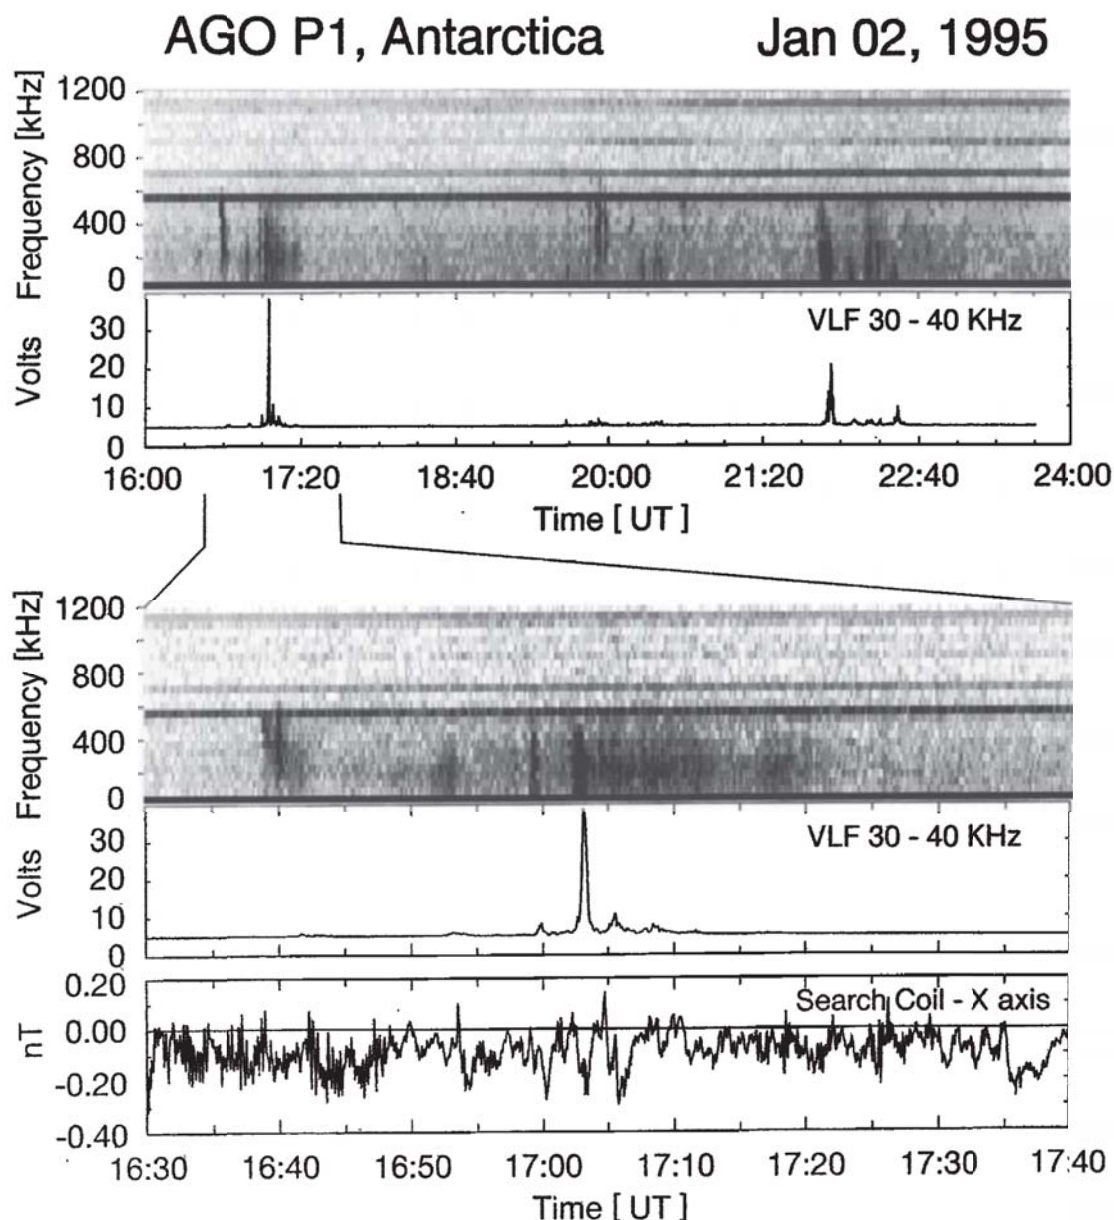 AGO P1, Antarctica Jan 02, 1995
Frequency [kHz]
1200
800
400
0
Volts
30
20
10
0
VLF 30 - 40 KHz
16:00 17:20 18:40 20:00 21:20 22:40 24:00
Time [ UT ]
Frequency [kHz]
1200
800
400
0
Volts
30
20
10
0
VLF 30 - 40 KHz
nT
0.20
0.00
-0.20
-0.40
Search Coil - X axis
16:30 16:40 16:50 17:00 17:10 17:20 17:30 17:40
Time [ UT ]